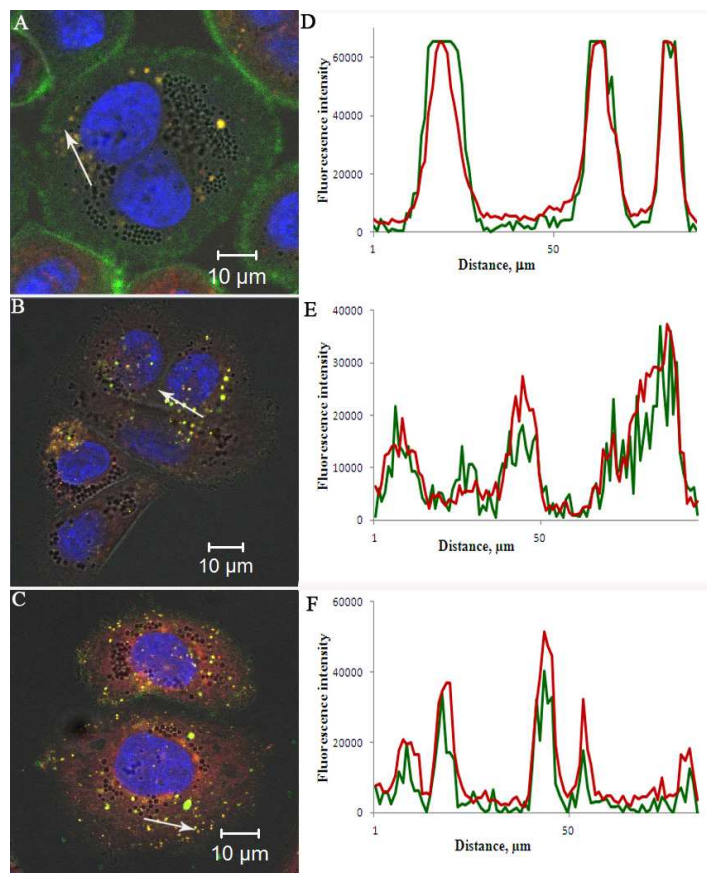 A
10 µm
B
10 µm
C
10 µm
D
Fluorescence intensity
60000
40000
20000
10000
0
1
50
Distance, µm
E
Fluorescence intensity
40000
30000
20000
10000
0
1
50
Distance, µm
F
Fluorescence intensity
60000
40000
20000
0
1
50
Distance, µm